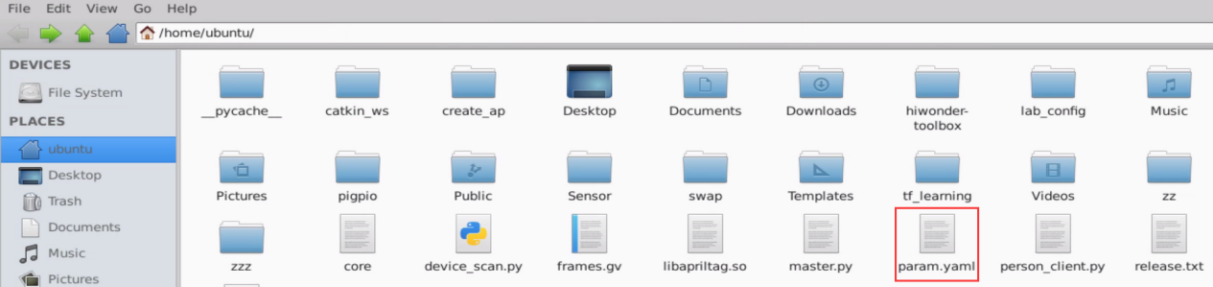 File Edit View Go Help
/home/ubuntu/
DEVICES
File System
PLACES
ubuntu
Desktop
Trash
Documents
Music
Pictures
__pycache__ catkin_ws create_ap Desktop Documents Downloads hiwonder- lab_config Music
toolbox
Pictures pigpio Public Sensor swap Templates tf_learning Videos zz
zzz core device_scan.py frames.gv libapriltag.so master.py param.yaml person_client.py release.txt